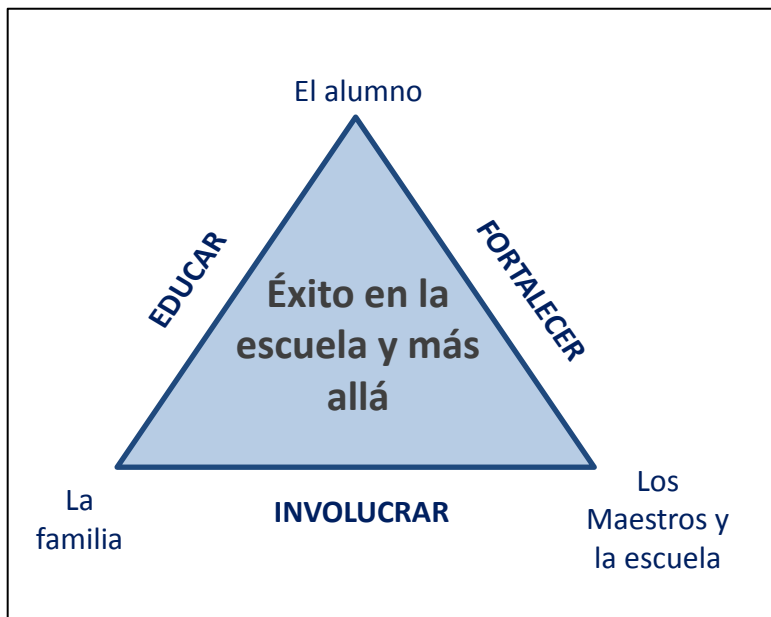 El alumno
EDUCAR
FORTALECER
Éxito en la
escuela y más
allá
La
familia
INVOLUCRAR
Los
Maestros y
la escuela